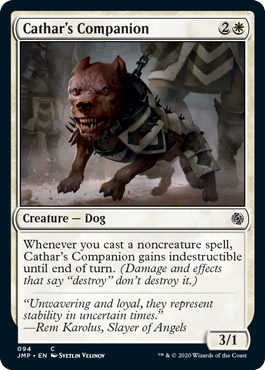 Cathar's Companion 2
Creature — Dog
Whenever you cast a noncreature spell,
Cathar's Companion gains indestructible
until end of turn. (Damage and effects
that say "destroy" don't destroy it.)
"Unwavering and loyal, they represent
stability in uncertain times."
—Rem Karolus, Slayer of Angels
3/1
094 C
JMP • EN Svetlin Velinov ™ & © 2020 Wizards of the Coast